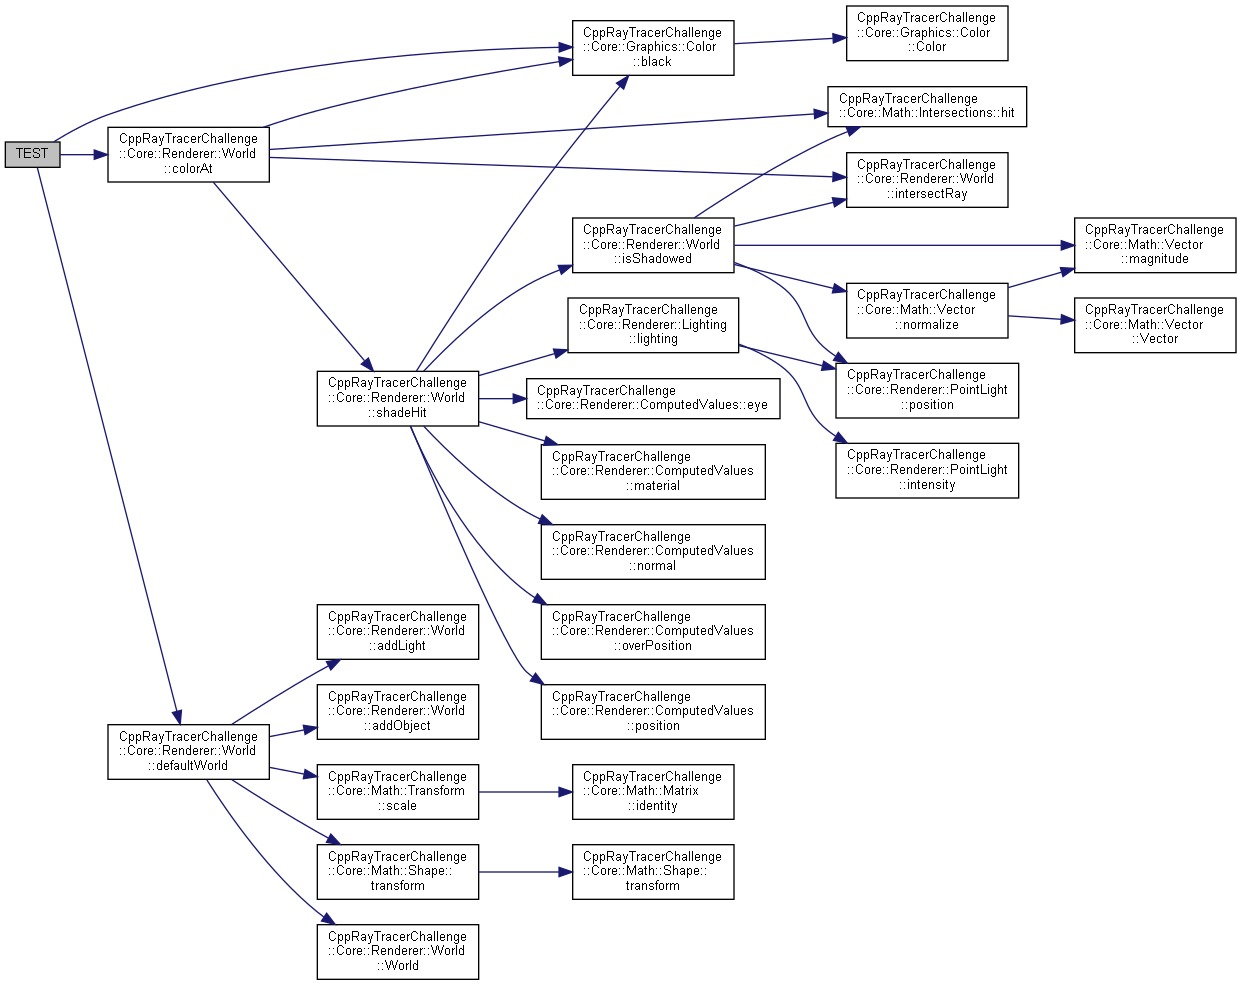 TEST
CppRayTracerChallenge
::Core::Renderer::World
::colorAt
CppRayTracerChallenge
::Core::Graphics::Color
::black
CppRayTracerChallenge
::Core::Graphics::Color
::Color
CppRayTracerChallenge
::Core::Math::Intersections::hit
CppRayTracerChallenge
::Core::Renderer::World
::intersectRay
CppRayTracerChallenge
::Core::Renderer::World
::shadeHit
CppRayTracerChallenge
::Core::Renderer::World
::isShadowed
CppRayTracerChallenge
::Core::Math::Vector
::magnitude
CppRayTracerChallenge
::Core::Math::Vector
::normalize
CppRayTracerChallenge
::Core::Math::Vector
::Vector
CppRayTracerChallenge
::Core::Renderer::PointLight
::position
CppRayTracerChallenge
::Core::Renderer::Lighting
::lighting
CppRayTracerChallenge
::Core::Renderer::PointLight
::intensity
CppRayTracerChallenge
::Core::Renderer::ComputedValues::eye
CppRayTracerChallenge
::Core::Renderer::ComputedValues
::material
CppRayTracerChallenge
::Core::Renderer::ComputedValues
::normal
CppRayTracerChallenge
::Core::Renderer::ComputedValues
::overPosition
CppRayTracerChallenge
::Core::Renderer::ComputedValues
::position
CppRayTracerChallenge
::Core::Renderer::World
::defaultWorld
CppRayTracerChallenge
::Core::Renderer::World
::addLight
CppRayTracerChallenge
::Core::Renderer::World
::addObject
CppRayTracerChallenge
::Core::Math::Transform
::scale
CppRayTracerChallenge
::Core::Math::Matrix
::identity
CppRayTracerChallenge
::Core::Math::Shape::
transform
CppRayTracerChallenge
::Core::Math::Shape::
transform
CppRayTracerChallenge
::Core::Renderer::World
::World